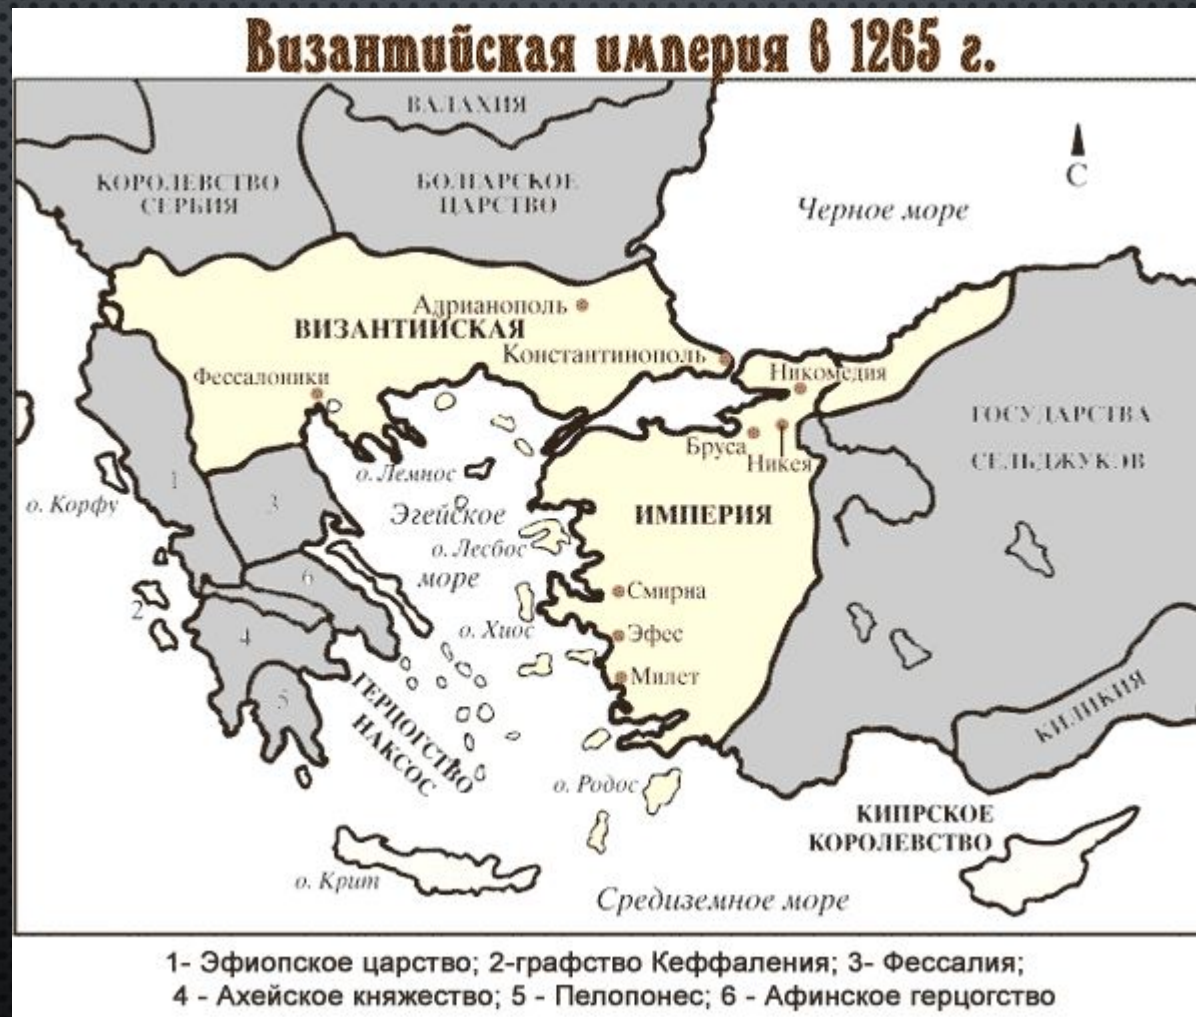 Византийская империя в 1265 г.
ВАЛАХИЯ
КОРОЛЕВСТВО
СЕРБИЯ
БОЛГАРСКОЕ
ЦАРСТВО
С
Черное море
Адрианополь
ВИЗАНТИЙСКАЯ
Константинополь
Фессалоники
Никомедия
ГОСУДАРСТВА
СЕЛЬДЖУКОВ
Бруса
Никея
о. Лемнос
1
3
о. Корфу
Эгейское
море
ИМПЕРИЯ
о. Лесбос
6
Смирна
2
4
о. Хиос
Эфес
Милет
5
ГЕРЦОГСТВО
НАКСОС
КИЛИКИЯ
о. Родос
КИПРСКОЕ
КОРОЛЕВСТВО
о. Крит
Средиземное море
1- Эфиопское царство; 2-графство Кеффаления; 3- Фессалия;
4 - Ахейское княжество; 5 - Пелопонес; 6 - Афинское герцогство